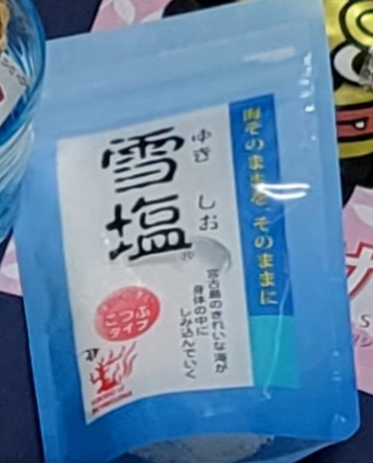 海そのままを、そのままに
ゆき しお
雪塩®
宮古島のきれいな海が
身体の中に
しみ込んでいく
こつぶ
タイプ